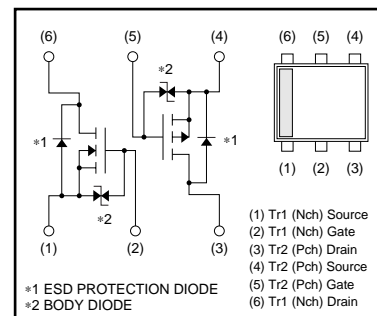 (6) (5) (4) (6) (5) (4)
∗2
∗1 ∗1
∗2
(1) (2) (3)
(1) (2) (3)
(1) Tr1 (Nch) Source
(2) Tr1 (Nch) Gate
(3) Tr2 (Pch) Drain
(4) Tr2 (Pch) Source
(5) Tr2 (Pch) Gate
(6) Tr1 (Nch) Drain
∗1 ESD PROTECTION DIODE
∗2 BODY DIODE